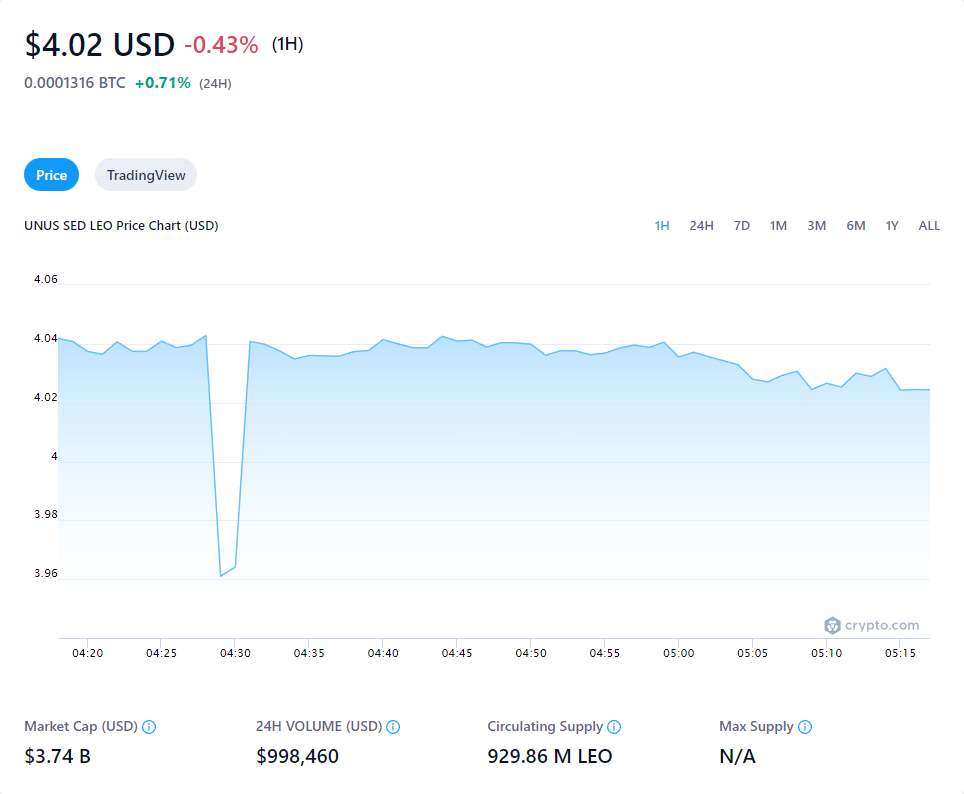 $4.02 USD -0.43% (1H)
0.0001316 BTC +0.71% (24H)
Price TradingView
UNUS SED LEO Price Chart (USD)
1H 24H 7D 1M 3M 6M 1Y ALL
4.06
4.04
4.02
4
3.98
3.96
crypto.com
04:20 04:25 04:30 04:35 04:40 04:45 04:50 04:55 05:00 05:05 05:10 05:15
Market Cap (USD) 24H VOLUME (USD) Circulating Supply Max Supply
$3.74 B $998,460 929.86 M LEO N/A